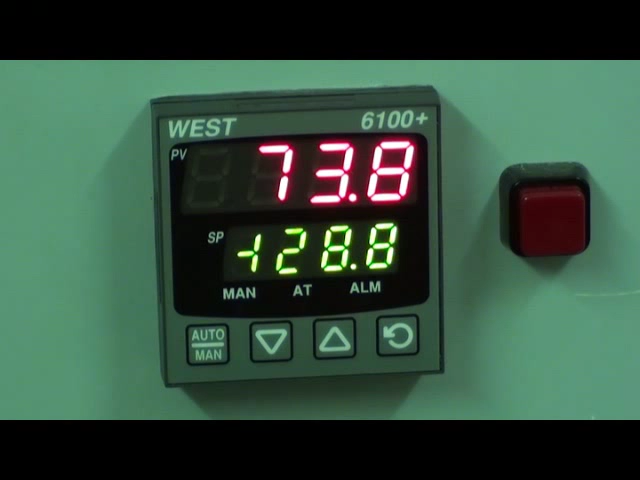 WEST 6100+
PV 73.8
SP -128.8
MAN AT ALM
AUTO
MAN